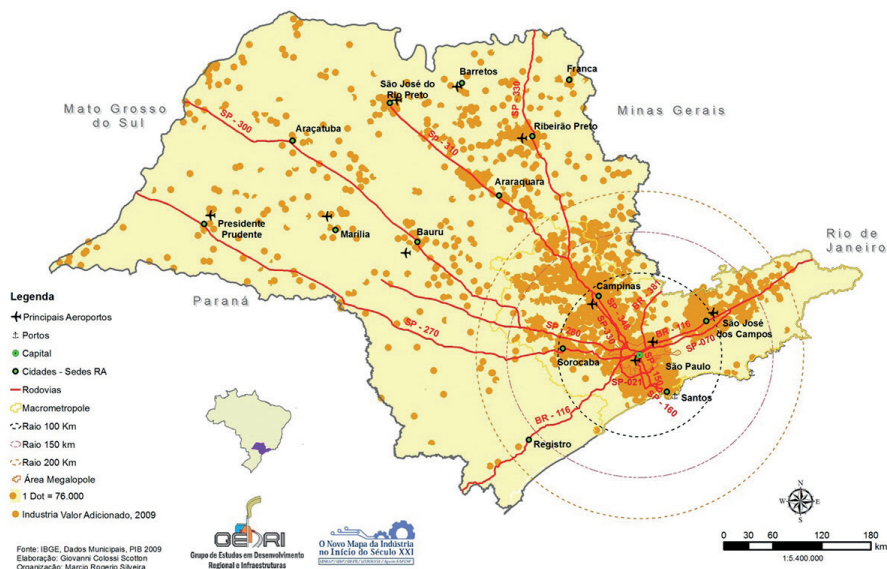 Mato Grosso
do Sul
Minas Gerais
Rio de
Janeiro
Paraná
Barretos
Franca
São José do
Rio Preto
SP - 330
SP - 300
Araçatuba
Sp - 310
Ribeirão Preto
Araraquara
Presidente
Prudente
Marília
Bauru
Campinas
BR - 381
SP - 348
SP-330
BR - 116
SP-070
São José
dos Campos
SP - 280
SP - 270
Sorocaba
São Paulo
SP-021
SP-150
SP-160
Santos
BR - 116
Registro
Legenda
Principais Aeroportos
Portos
Capital
Cidades - Sedes RA
Rodovias
Macrometropole
Raio 100 Km
Raio 150 km
Raio 200 Km
Área Megalopole
1 Dot = 76.000
Industria Valor Adicionado, 2009
Fonte: IBGE, Dados Municipais, PIB 2009
Elaboração: Giovanni Colossi Scotton
Organização: Marcio Rogerio Silveira
GEDRI
Grupo de Estudos em Desenvolvimento
Regional e Infraestruturas
O Novo Mapa da Indústria
no Início do Século XXI
N
W
E
S
0 30 60 120 180
km
1:5.400.000